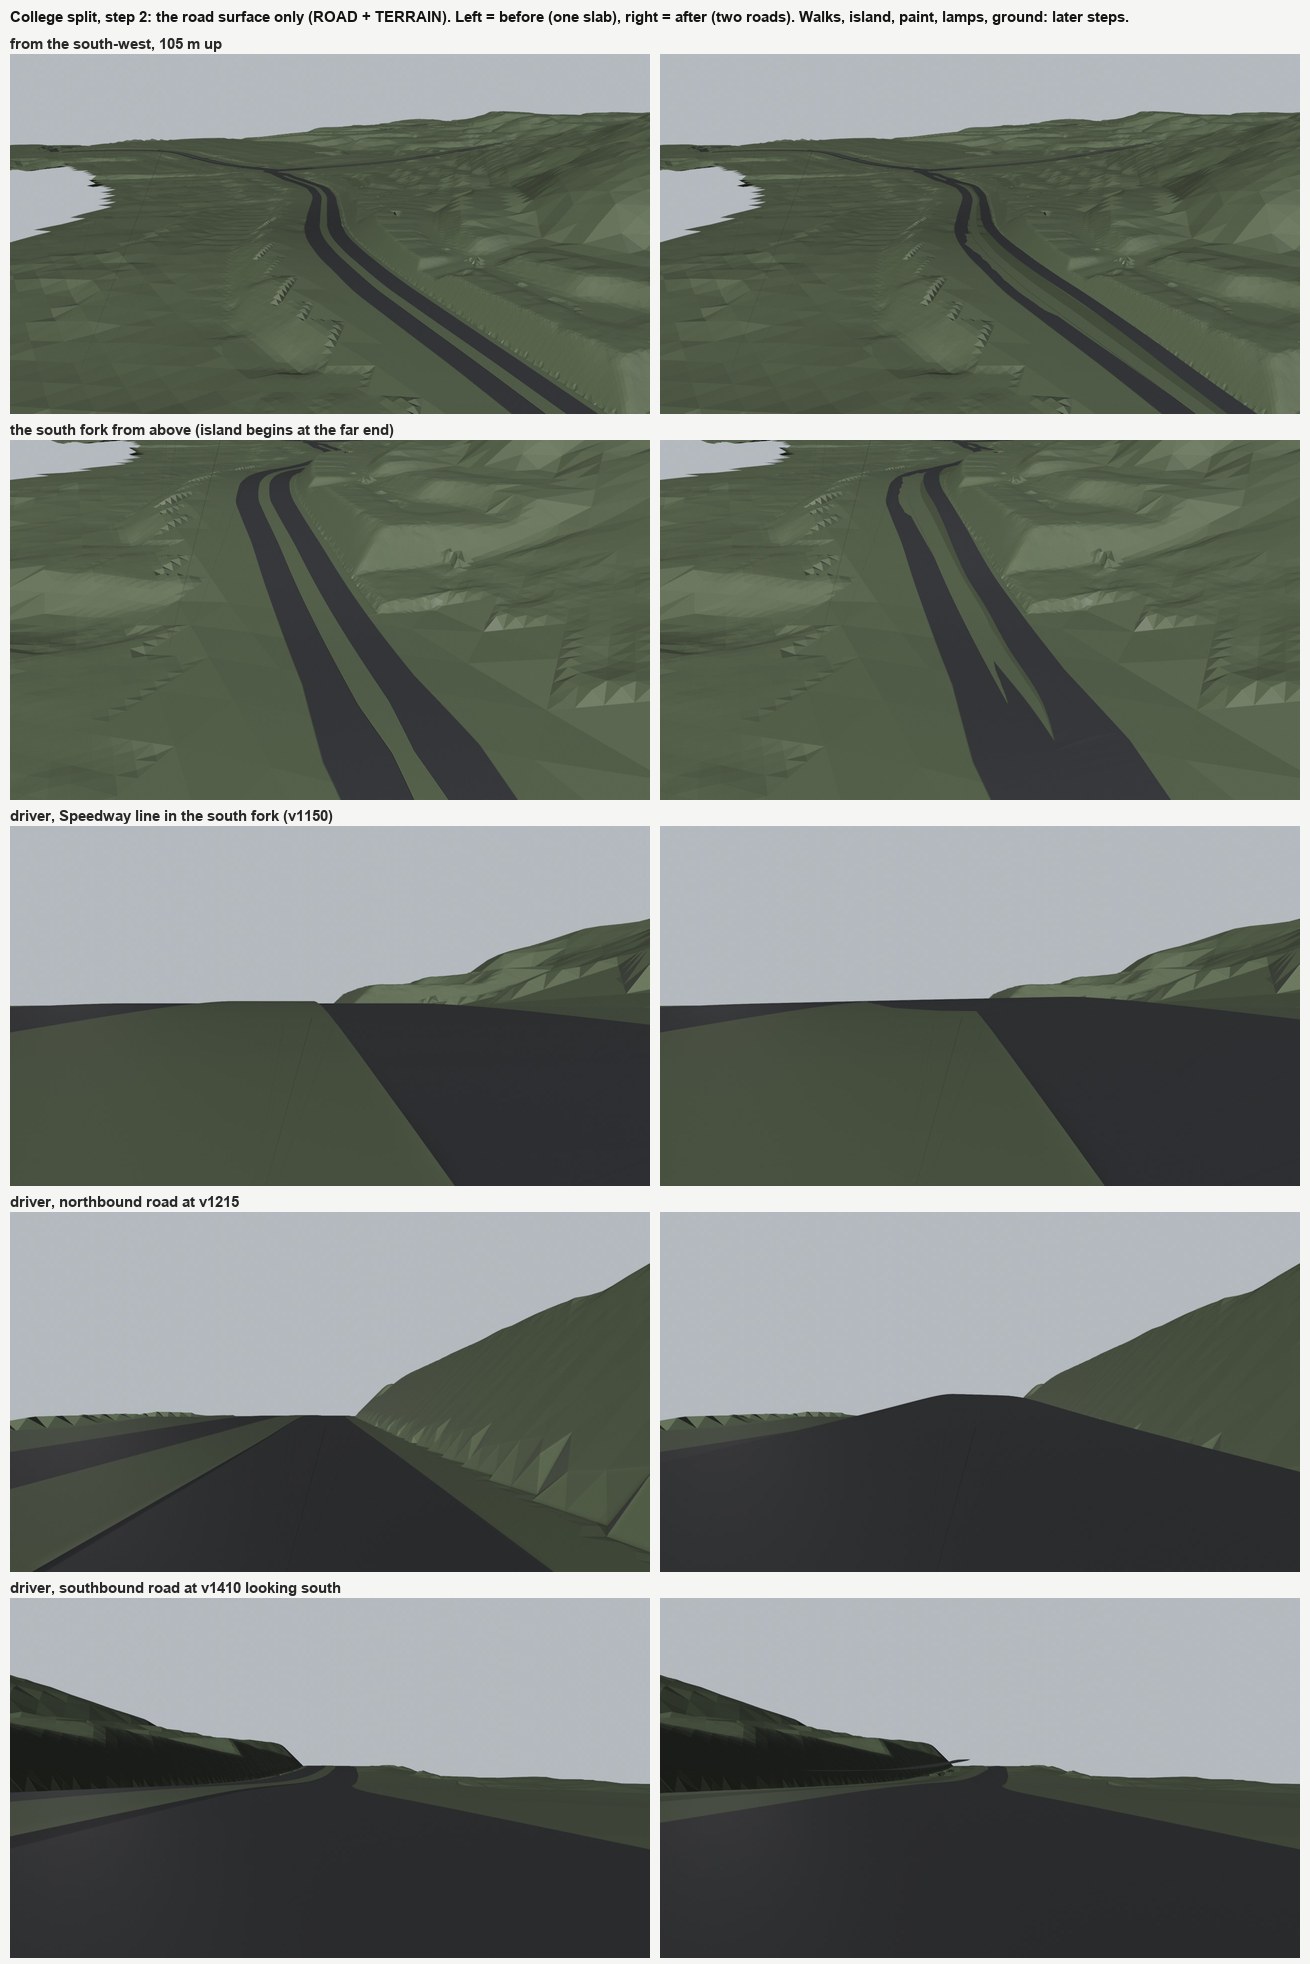 College split, step 2: the road surface only (ROAD + TERRAIN). Left = before (one slab), right = after (two roads). Walks, island, paint, lamps, ground: later steps.
from the south-west, 105 m up
the south fork from above (island begins at the far end)
driver, Speedway line in the south fork (v1150)
driver, northbound road at v1215
driver, southbound road at v1410 looking south